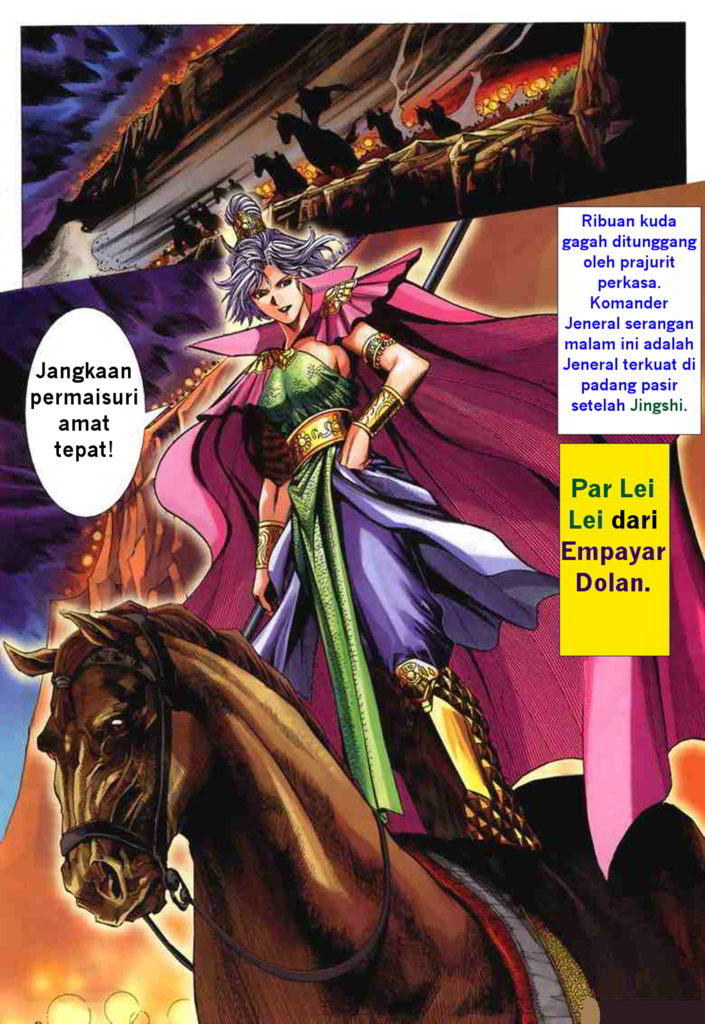 Ribuan kuda
gagah ditunggang
oleh prajurit
perkasa.
Komander
Jeneral serangan
malam ini adalah
Jeneral terkuat di
padang pasir
setelah Jingshi.
Jangkaan
permaisuri
amat
tepat!
Par Lei
Lei dari
Empayar
Dolan.